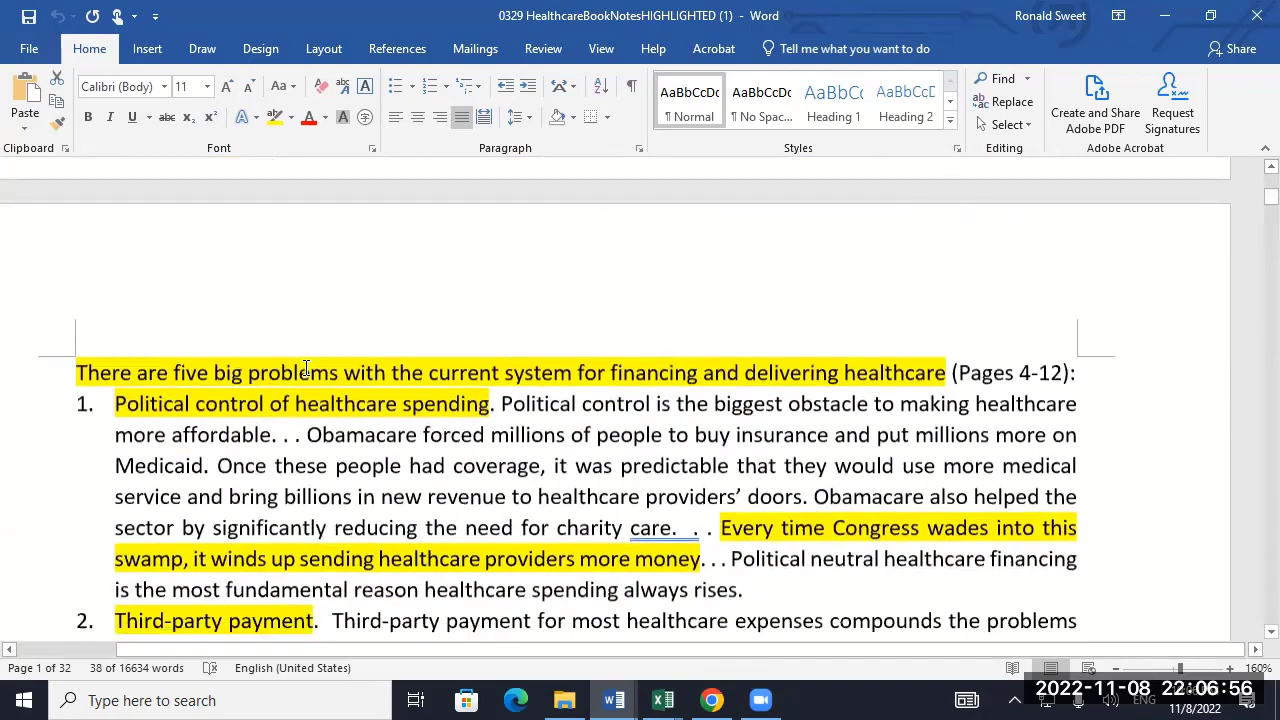 0329 HealthcareBookNotesHIGHLIGHTED (1) - Word
Ronald Sweet
File Home Insert Draw Design Layout References Mailings Review View Help Acrobat Tell me what you want to do Share
Paste
Calibri (Body) 11
Aa
AaBbCcDc AaBbCcDc AaBbCc AaBbCcE
¶ Normal ¶ No Spac... Heading 1 Heading 2
Find
Replace
Select
Create and Share
Adobe PDF
Request
Signatures
Clipboard Font Paragraph Styles Editing Adobe Acrobat
There are five big problems with the current system for financing and delivering healthcare (Pages 4-12):
1. Political control of healthcare spending. Political control is the biggest obstacle to making healthcare
more affordable. . . Obamacare forced millions of people to buy insurance and put millions more on
Medicaid. Once these people had coverage, it was predictable that they would use more medical
service and bring billions in new revenue to healthcare providers’ doors. Obamacare also helped the
sector by significantly reducing the need for charity care. . . Every time Congress wades into this
swamp, it winds up sending healthcare providers more money. . . Political neutral healthcare financing
is the most fundamental reason healthcare spending always rises.
2. Third-party payment. Third-party payment for most healthcare expenses compounds the problems
Page 1 of 32 38 of 16634 words English (United States) 160%
Type here to search
2022-11-08 22:06:56
ENG
11/8/2022